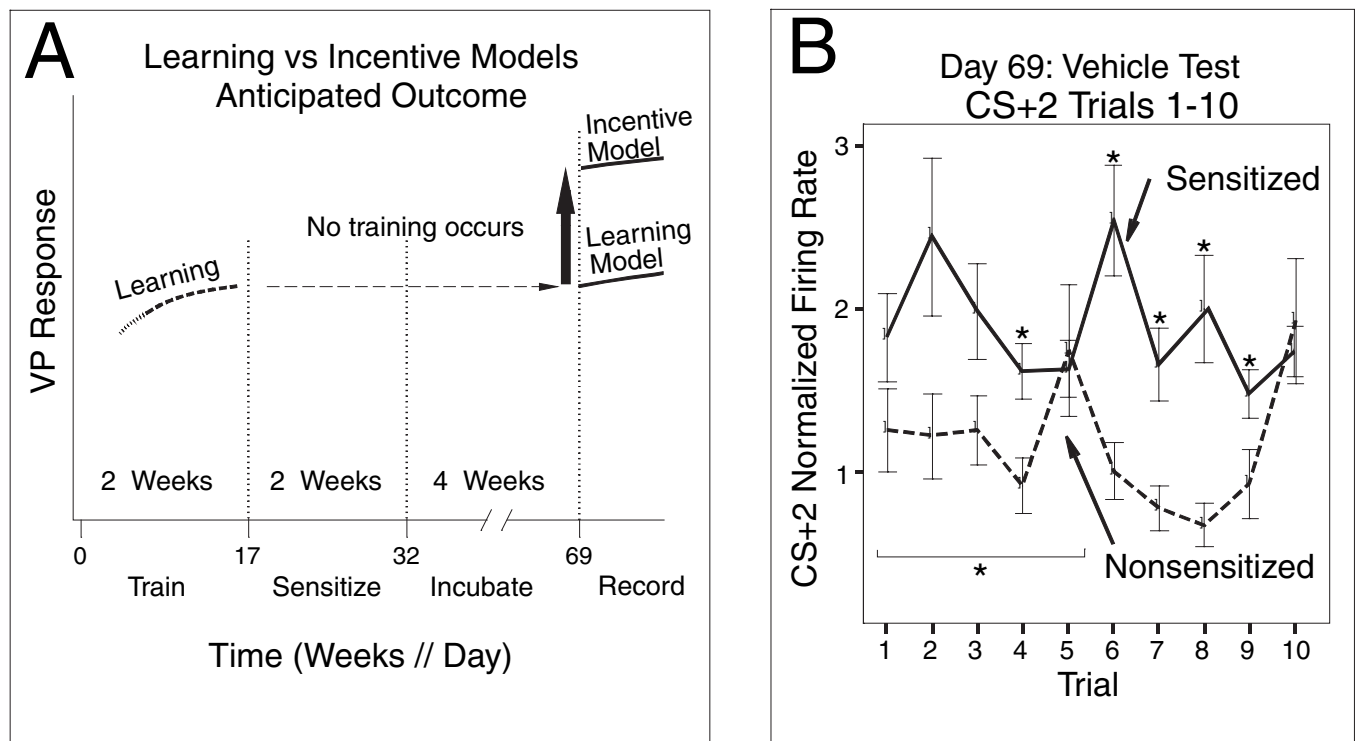 A
Learning vs Incentive Models
Anticipated Outcome
VP Response
Learning
No training occurs
Incentive
Model
Learning
Model
2 Weeks
2 Weeks
4 Weeks
0
17
32
69
Train
Sensitize
Incubate
Record
Time (Weeks // Day)
B
Day 69: Vehicle Test
CS+2 Trials 1-10
CS+2 Normalized Firing Rate
3
2
1
Sensitized
Nonsensitized
*
*
*
*
*
*
*
1 2 3 4 5 6 7 8 9 10
Trial